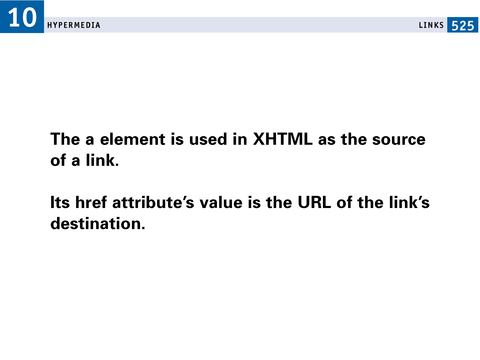 10
HYPERMEDIA
LINKS 525
The a element is used in XHTML as the source
of a link.
Its href attribute’s value is the URL of the link’s
destination.